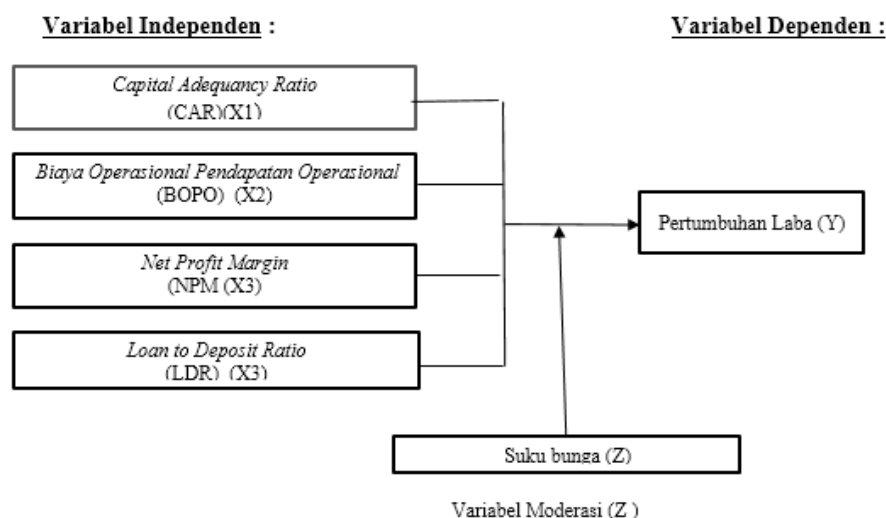 Variabel Independen :
Variabel Dependen :
Capital Adequancy Ratio
(CAR)(X1)
Biaya Operasional Pendapatan Operasional
(BOPO) (X2)
Net Profit Margin
(NPM (X3)
Loan to Deposit Ratio
(LDR) (X3)
Pertumbuhan Laba (Y)
Suku bunga (Z)
Variabel Moderasi (Z )